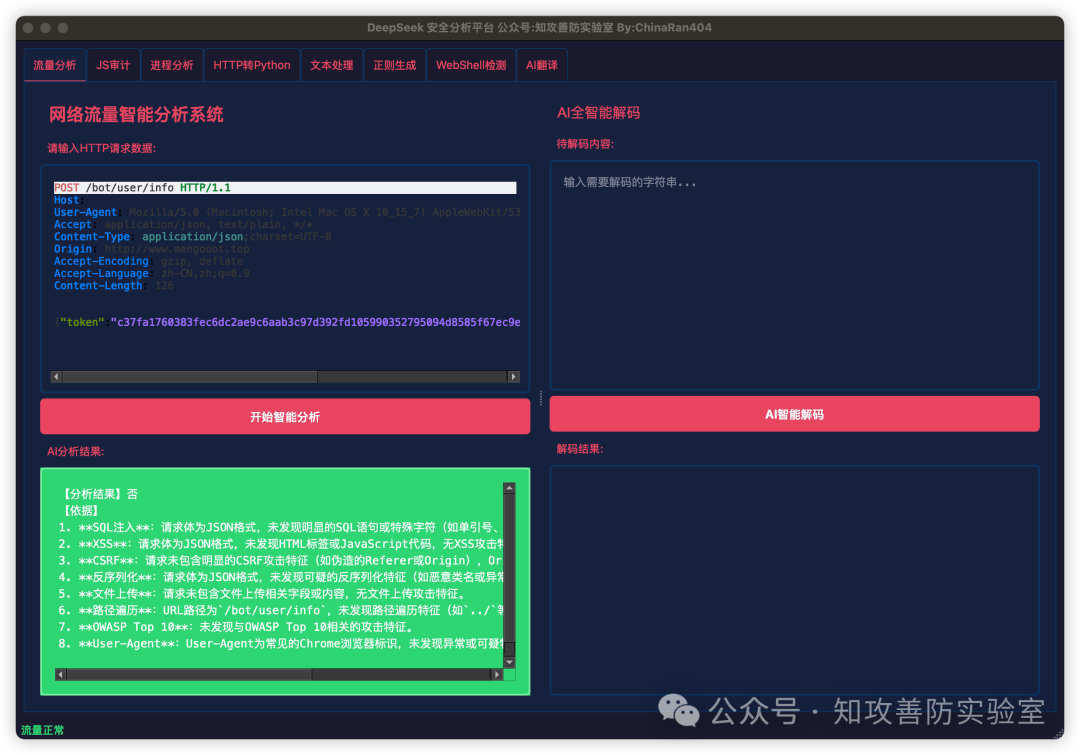 DeepSeek 安全分析平台 公众号:知攻善防实验室 By:ChinaRan404
流量分析 JS审计 进程分析 HTTP转Python 文本处理 正则生成 WebShell检测 AI翻译
网络流量智能分析系统
请输入HTTP请求数据:
POST /bot/user/info HTTP/1.1
Host:
User-Agent: Mozilla/5.0 (Macintosh; Intel Mac OS X 10_15_7) AppleWebKit/53
Accept: application/json, text/plain, */*
Content-Type: application/json;charset=UTF-8
Origin: http://www.mengooot.top
Accept-Encoding: gzip, deflate
Accept-Language: zh-CN,zh;q=0.9
Content-Length: 126
{"token":"c37fa1760383fec6dc2ae9c6aab3c97d392fd105990352795094d8585f67ec9e
开始智能分析
AI分析结果:
【分析结果】否
【依据】
1. **SQL注入**: 请求体为JSON格式，未发现明显的SQL语句或特殊字符（如单引号、
2. **XSS**: 请求体为JSON格式，未发现HTML标签或JavaScript代码，无XSS攻击特
3. **CSRF**: 请求未包含明显的CSRF攻击特征（如伪造的Referer或Origin），Or
4. **反序列化**: 请求体为JSON格式，未发现可疑的反序列化特征（如恶意类名或异常
5. **文件上传**: 请求未包含文件上传相关字段或内容，无文件上传攻击特征。
6. **路径遍历**: URL路径为`/bot/user/info`，未发现路径遍历特征（如`../`等
7. **OWASP Top 10**: 未发现与OWASP Top 10相关的攻击特征。
8. **User-Agent**: User-Agent为常见的Chrome浏览器标识，未发现异常或可疑特
流量正常
AI全智能解码
待解码内容:
输入需要解码的字符串...
AI智能解码
解码结果:
公众号 · 知攻善防实验室